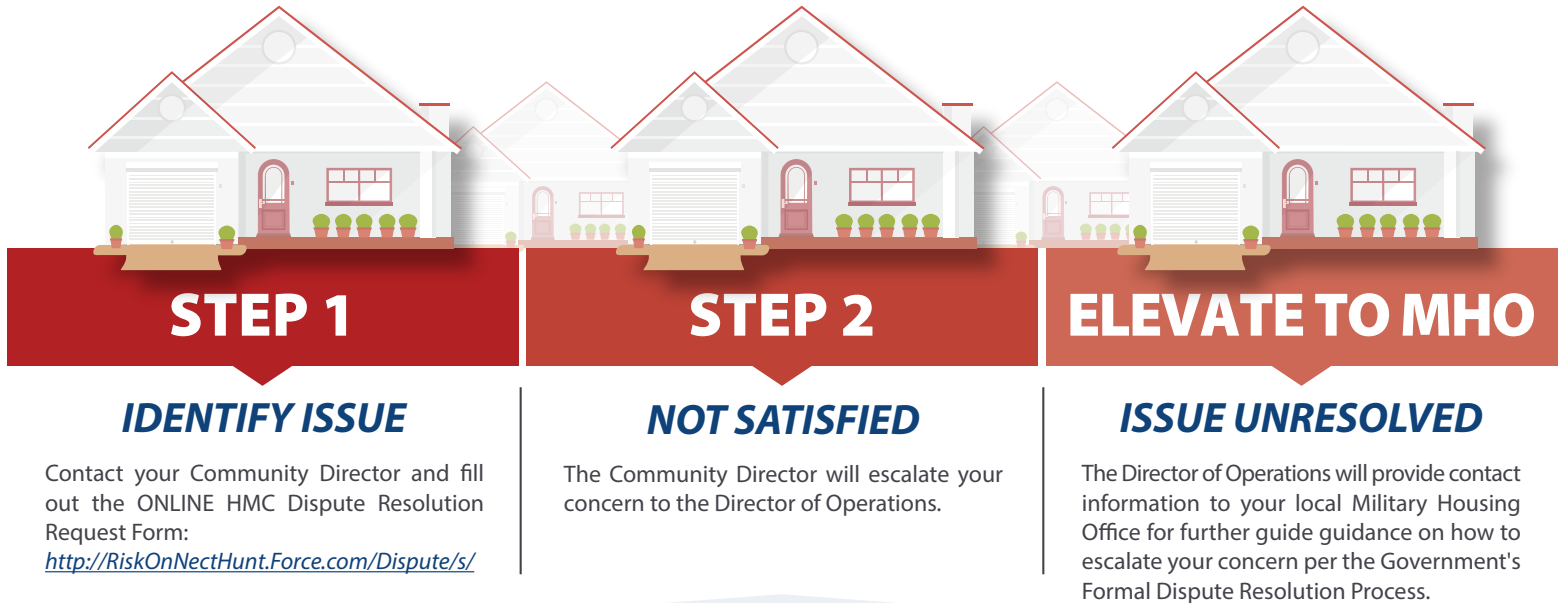 STEP 1
IDENTIFY ISSUE
Contact your Community Director and fill
out the ONLINE HMC Dispute Resolution
Request Form:
http://RiskOnNectHunt.Force.com/Dispute/s/
STEP 2
NOT SATISFIED
The Community Director will escalate your
concern to the Director of Operations.
ELEVATE TO MHO
ISSUE UNRESOLVED
The Director of Operations will provide contact
information to your local Military Housing
Office for further guide guidance on how to
escalate your concern per the Government's
Formal Dispute Resolution Process.